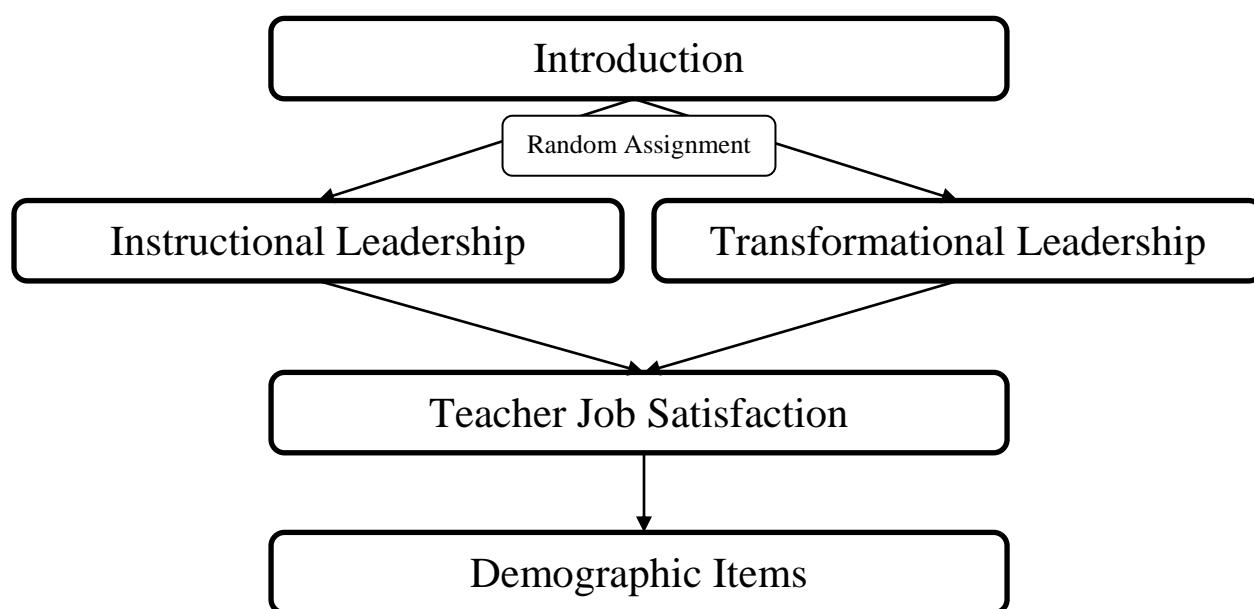 Introduction
Random Assignment
Instructional Leadership
Transformational Leadership
Teacher Job Satisfaction
Demographic Items